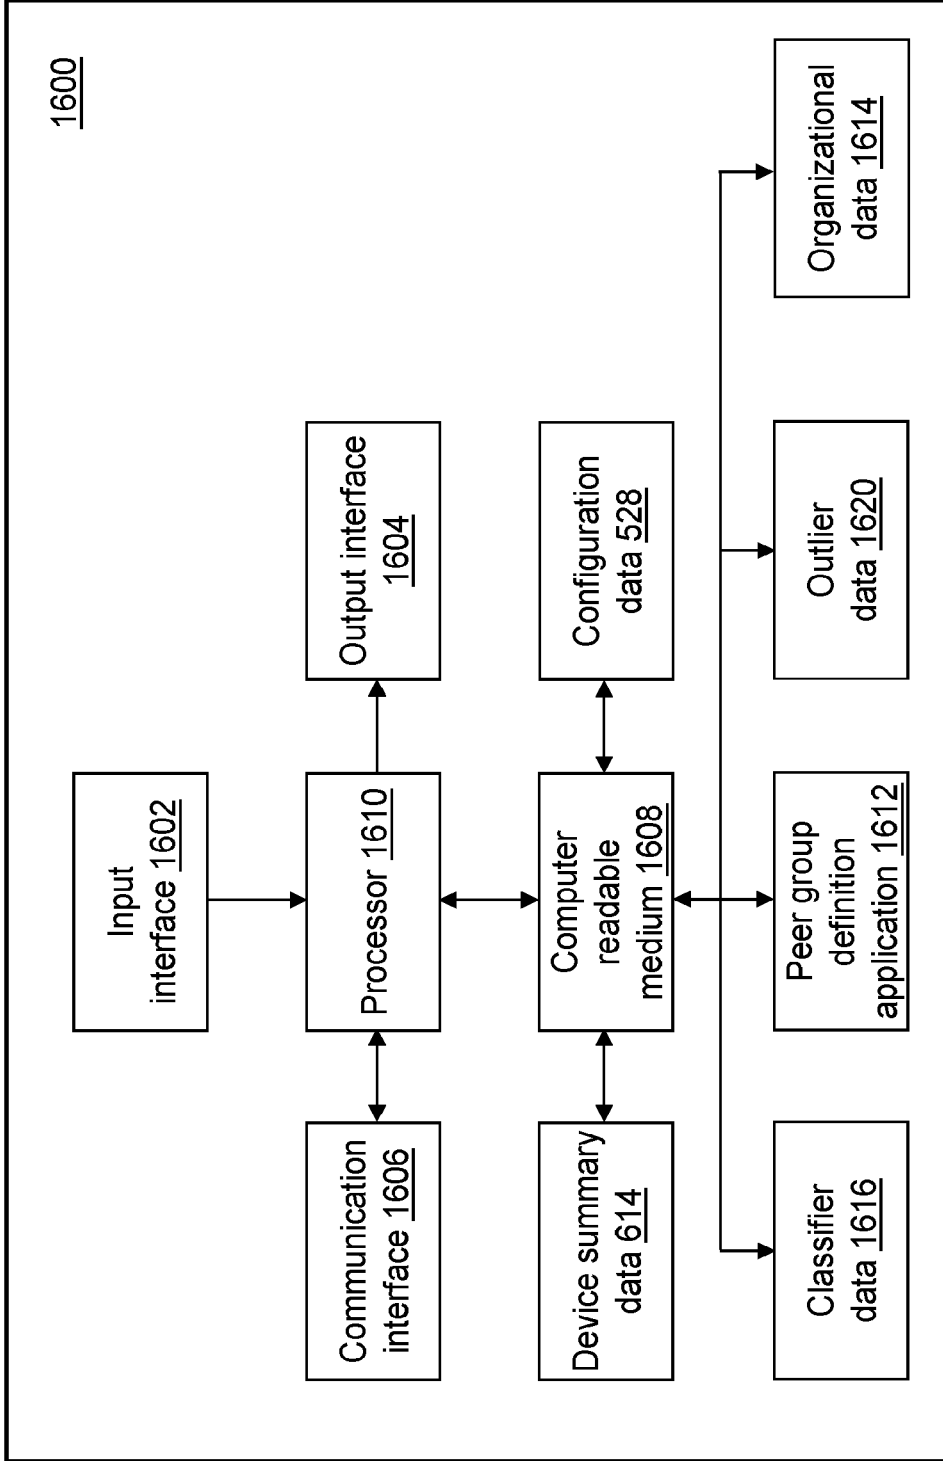 1600
Input
interface 1602
Communication
interface 1606
Processor 1610
Output interface
1604
Device summary
data 614
Computer
readable
medium 1608
Configuration
data 528
Classifier
data 1616
Peer group
definition
application 1612
Outlier
data 1620
Organizational
data 1614